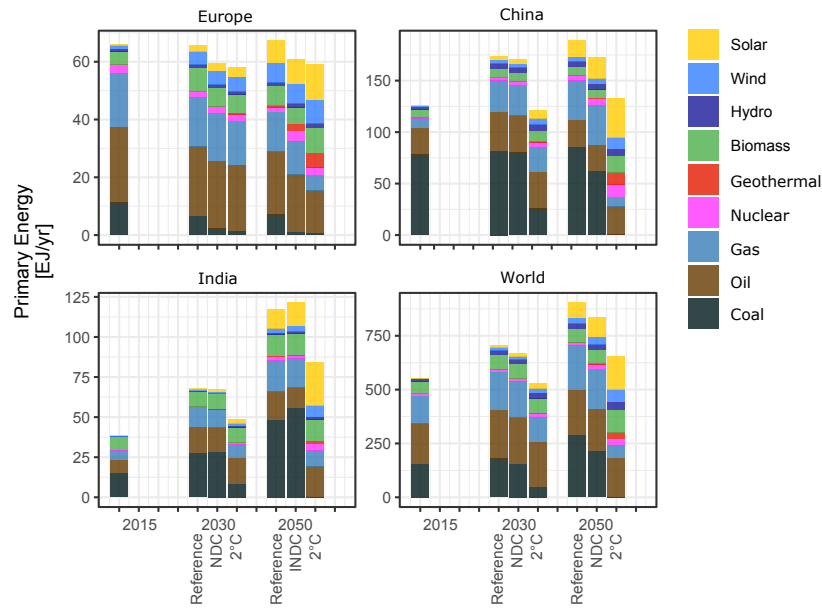 Europe
China
Primary Energy
[EJ/yr]
60
40
20
0
150
100
50
0
India
World
125
100
75
50
25
0
750
500
250
0
2015
2030
2050
2015
2030
2050
Reference
NDC
2°C
Reference
INDC
2°C
Reference
NDC
2°C
Reference
NDC
2°C
Solar
Wind
Hydro
Biomass
Geothermal
Nuclear
Gas
Oil
Coal